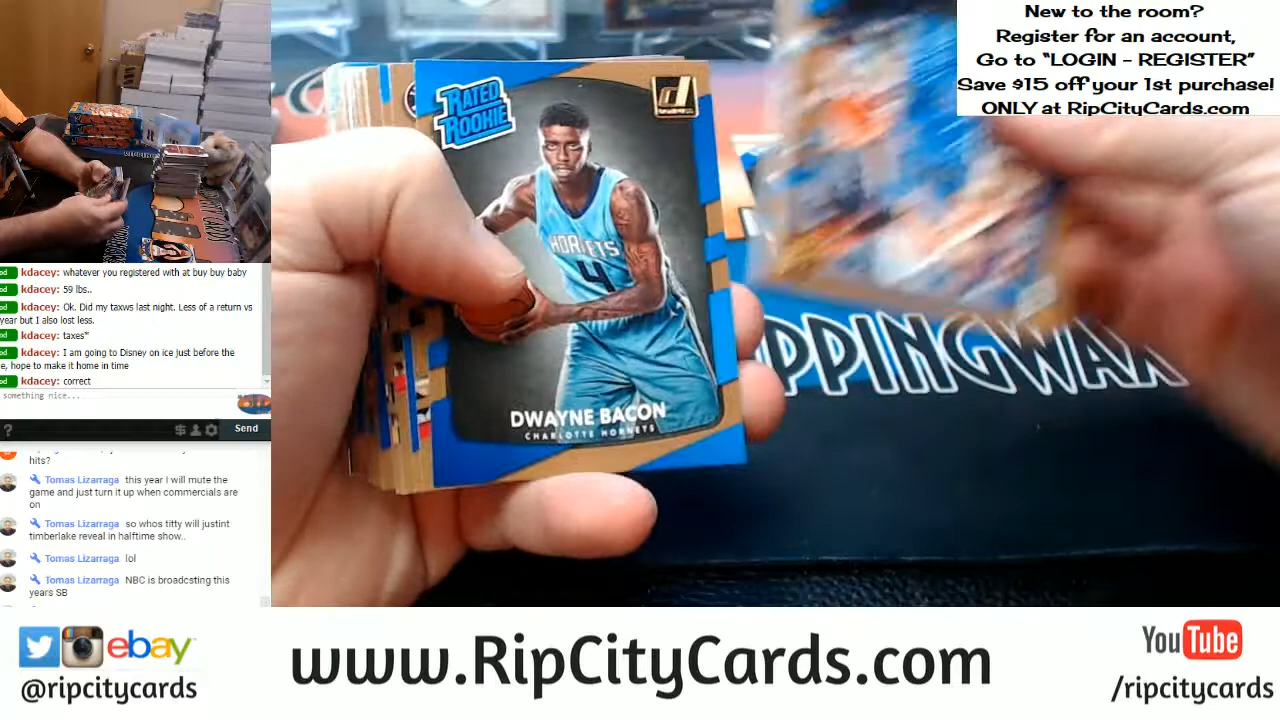 New to the room?
Register for an account,
Go to “LOGIN - REGISTER”
Save $15 off your 1st purchase!
ONLY at RipCityCards.com
RATED
ROOKIE
HORNETS
4
DWAYNE BACON
CHARLOTTE HORNETS
kdacey: whatever you registered with at buy buy baby
kdacey: 59 lbs..
kdacey: Ok. Did my taxws last night. Less of a return vs
year but I also lost less.
kdacey: taxes*
kdacey: I am going to Disney on ice just before the
e, hope to make it home in time
kdacey: correct
something nice...
?
Send
hits?
Tomas Lizarraga this year I will mute the
game and just turn it up when commercials are
on
Tomas Lizarraga so whos titty will justint
timberlake reveal in halftime show..
Tomas Lizarraga lol
Tomas Lizarraga NBC is broadcsting this
years SB
ebay
@ripcitycards
www.RipCityCards.com
YouTube
/ripcitycards